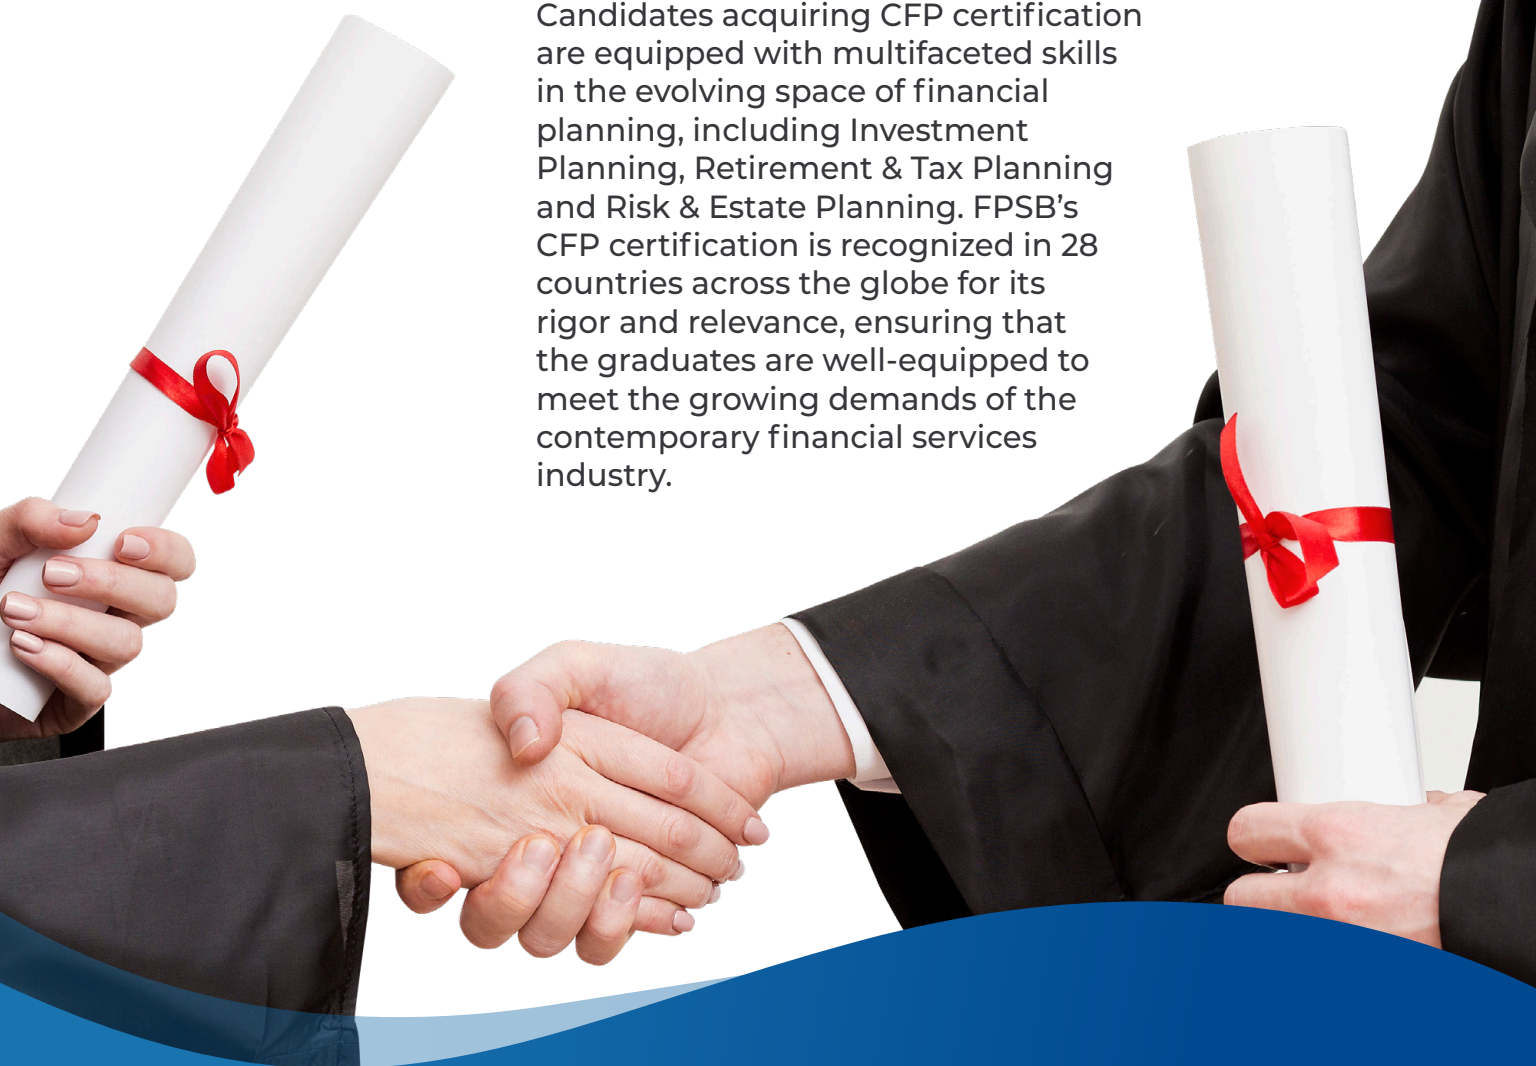 Candidates acquiring CFP certification
are equipped with multifaceted skills
in the evolving space of financial
planning, including Investment
Planning, Retirement & Tax Planning
and Risk & Estate Planning. FPSB’s
CFP certification is recognized in 28
countries across the globe for its
rigor and relevance, ensuring that
the graduates are well-equipped to
meet the growing demands of the
contemporary financial services
industry.